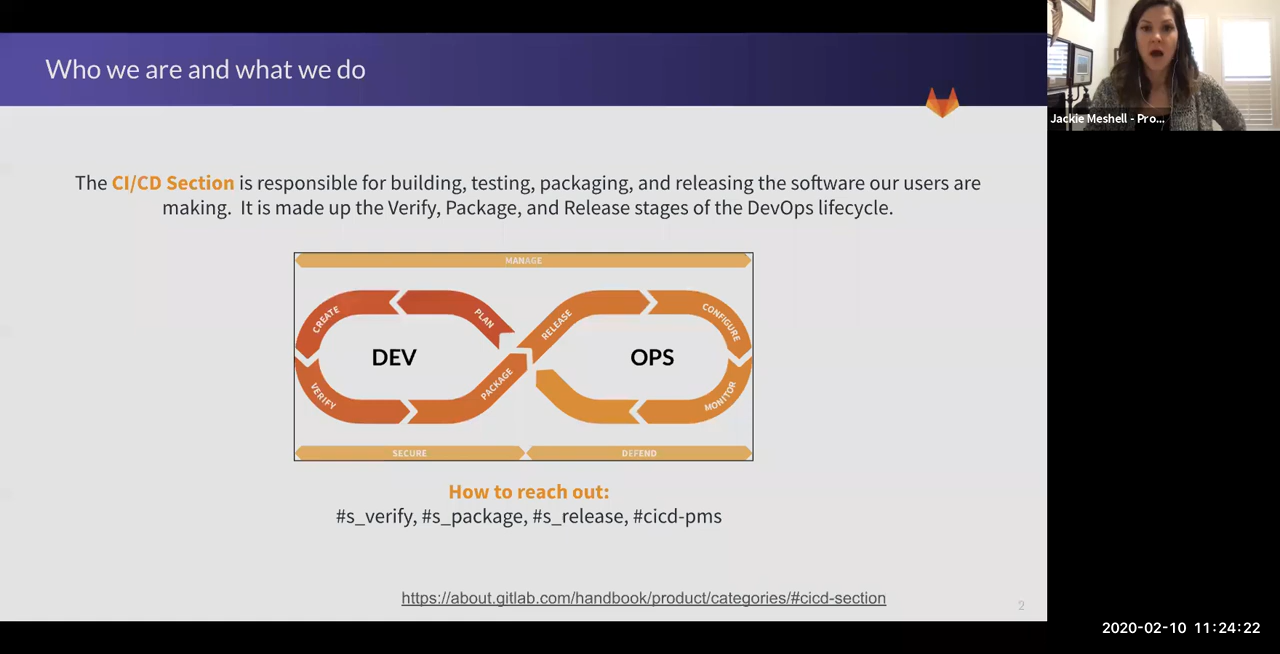 Who we are and what we do
Jackie Meshell - Pro...
The CI/CD Section is responsible for building, testing, packaging, and releasing the software our users are
making. It is made up the Verify, Package, and Release stages of the DevOps lifecycle.
MANAGE
CREATE
PLAN
RELEASE
CONFIGURE
DEV
OPS
VERIFY
PACKAGE
MONITOR
SECURE
DEFEND
How to reach out:
#s_verify, #s_package, #s_release, #cicd-pms
https://about.gitlab.com/handbook/product/categories/#cicd-section
2
2020-02-10 11:24:22